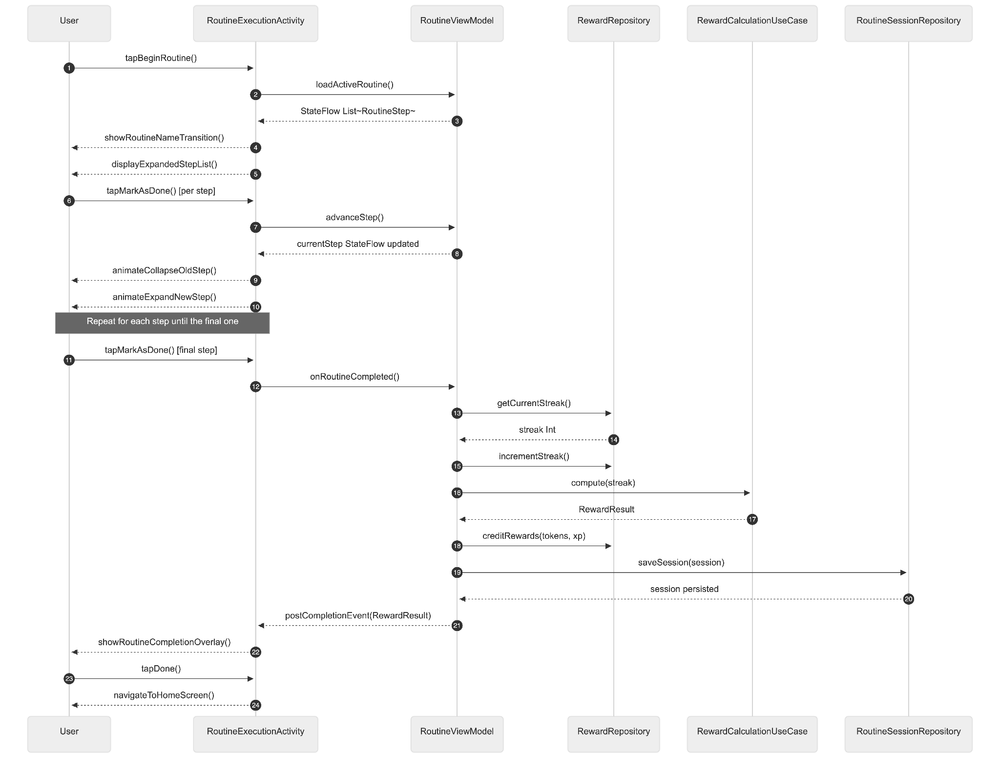 User
RoutineExecutionActivity
RoutineViewModel
RewardRepository
RewardCalculationUseCase
RoutineSessionRepository
tapBeginRoutine()
1
loadActiveRoutine()
2
StateFlow List~RoutineStep~
3
showRoutineNameTransition()
4
displayExpandedStepList()
5
tapMarkAsDone() [per step]
6
advanceStep()
7
currentStep StateFlow updated
8
animateCollapseOldStep()
9
animateExpandNewStep()
10
Repeat for each step until the final one
tapMarkAsDone() [final step]
11
onRoutineCompleted()
12
getCurrentStreak()
13
streak Int
14
incrementStreak()
15
compute(streak)
16
RewardResult
17
creditRewards(tokens, xp)
18
saveSession(session)
19
session persisted
20
postCompletionEvent(RewardResult)
21
showRoutineCompletionOverlay()
22
tapDone()
23
navigateToHomeScreen()
24
User
RoutineExecutionActivity
RoutineViewModel
RewardRepository
RewardCalculationUseCase
RoutineSessionRepository